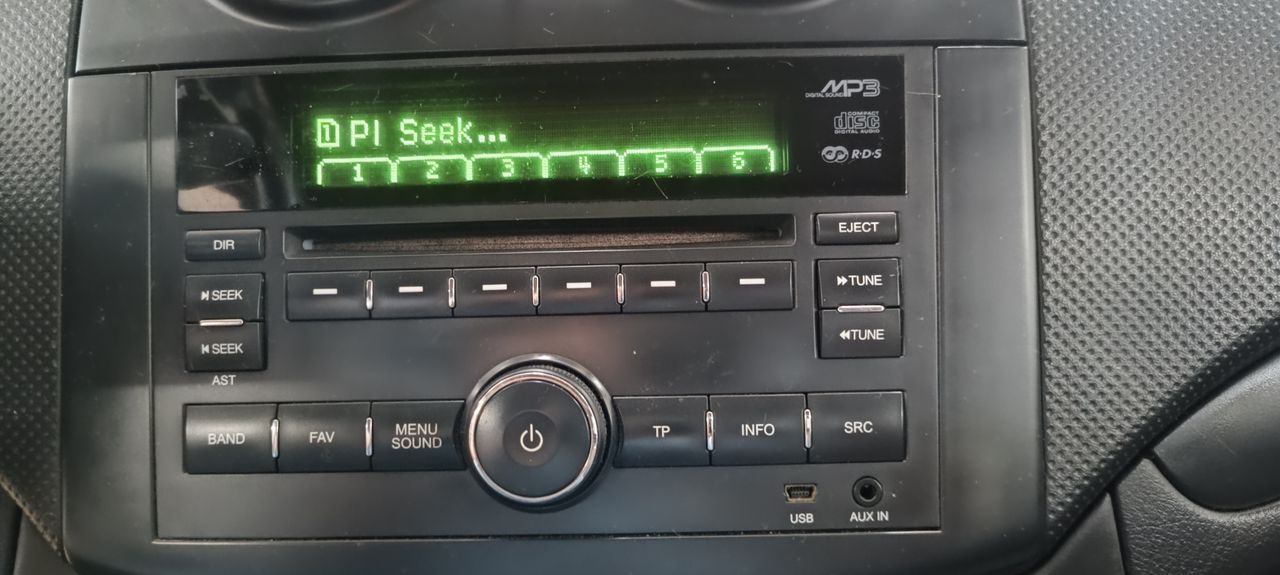 MP3
DIGITAL SOUND
COMPACT
disc
DIGITAL AUDIO
R·D·S
1 PI Seek...
1 2 3 4 5 6
DIR
EJECT
SEEK
TUNE
SEEK
TUNE
AST
BAND
FAV
MENU
SOUND
TP
INFO
SRC
USB
AUX IN